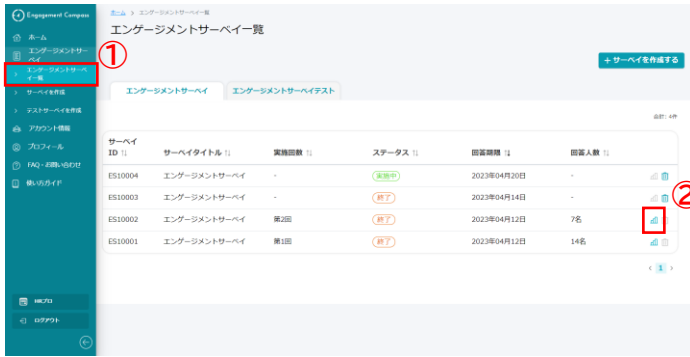 Engagement Compass
ホーム
エンゲージメントサーベイ
エンゲージメントサーベイ一覧
サーベイを作成
テストサーベイを作成
アカウント情報
プロフィール
FAQ・お問い合わせ
使い方ガイド
HRプロ
ログアウト
①
ホーム > エンゲージメントサーベイ一覧
エンゲージメントサーベイ一覧
+ サーベイを作成する
エンゲージメントサーベイ エンゲージメントサーベイテスト
総数: 4件
サーベイID サーベイタイトル 実施回数 ステータス 回答期限 回答人数
ES10004 エンゲージメントサーベイ - 実施中 2023年04月20日 -
ES10003 エンゲージメントサーベイ - 終了 2023年04月14日 -
ES10002 エンゲージメントサーベイ 第2回 終了 2023年04月12日 7名
ES10001 エンゲージメントサーベイ 第1回 終了 2023年04月12日 14名
②
< 1 >